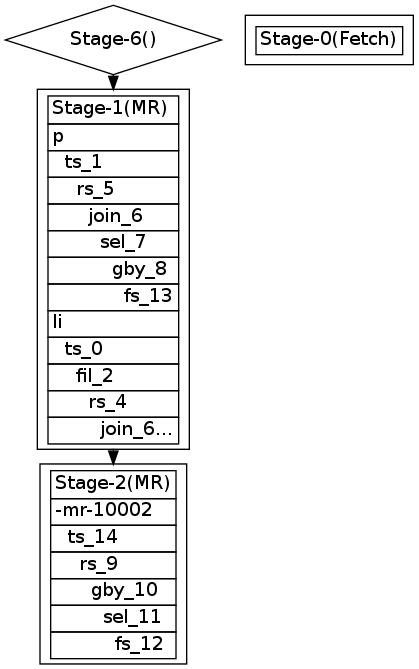 Stage-6()
Stage-0(Fetch)
Stage-1(MR)
p
ts_1
rs_5
join_6
sel_7
gby_8
fs_13
li
ts_0
fil_2
rs_4
join_6...
Stage-2(MR)
-mr-10002
ts_14
rs_9
gby_10
sel_11
fs_12